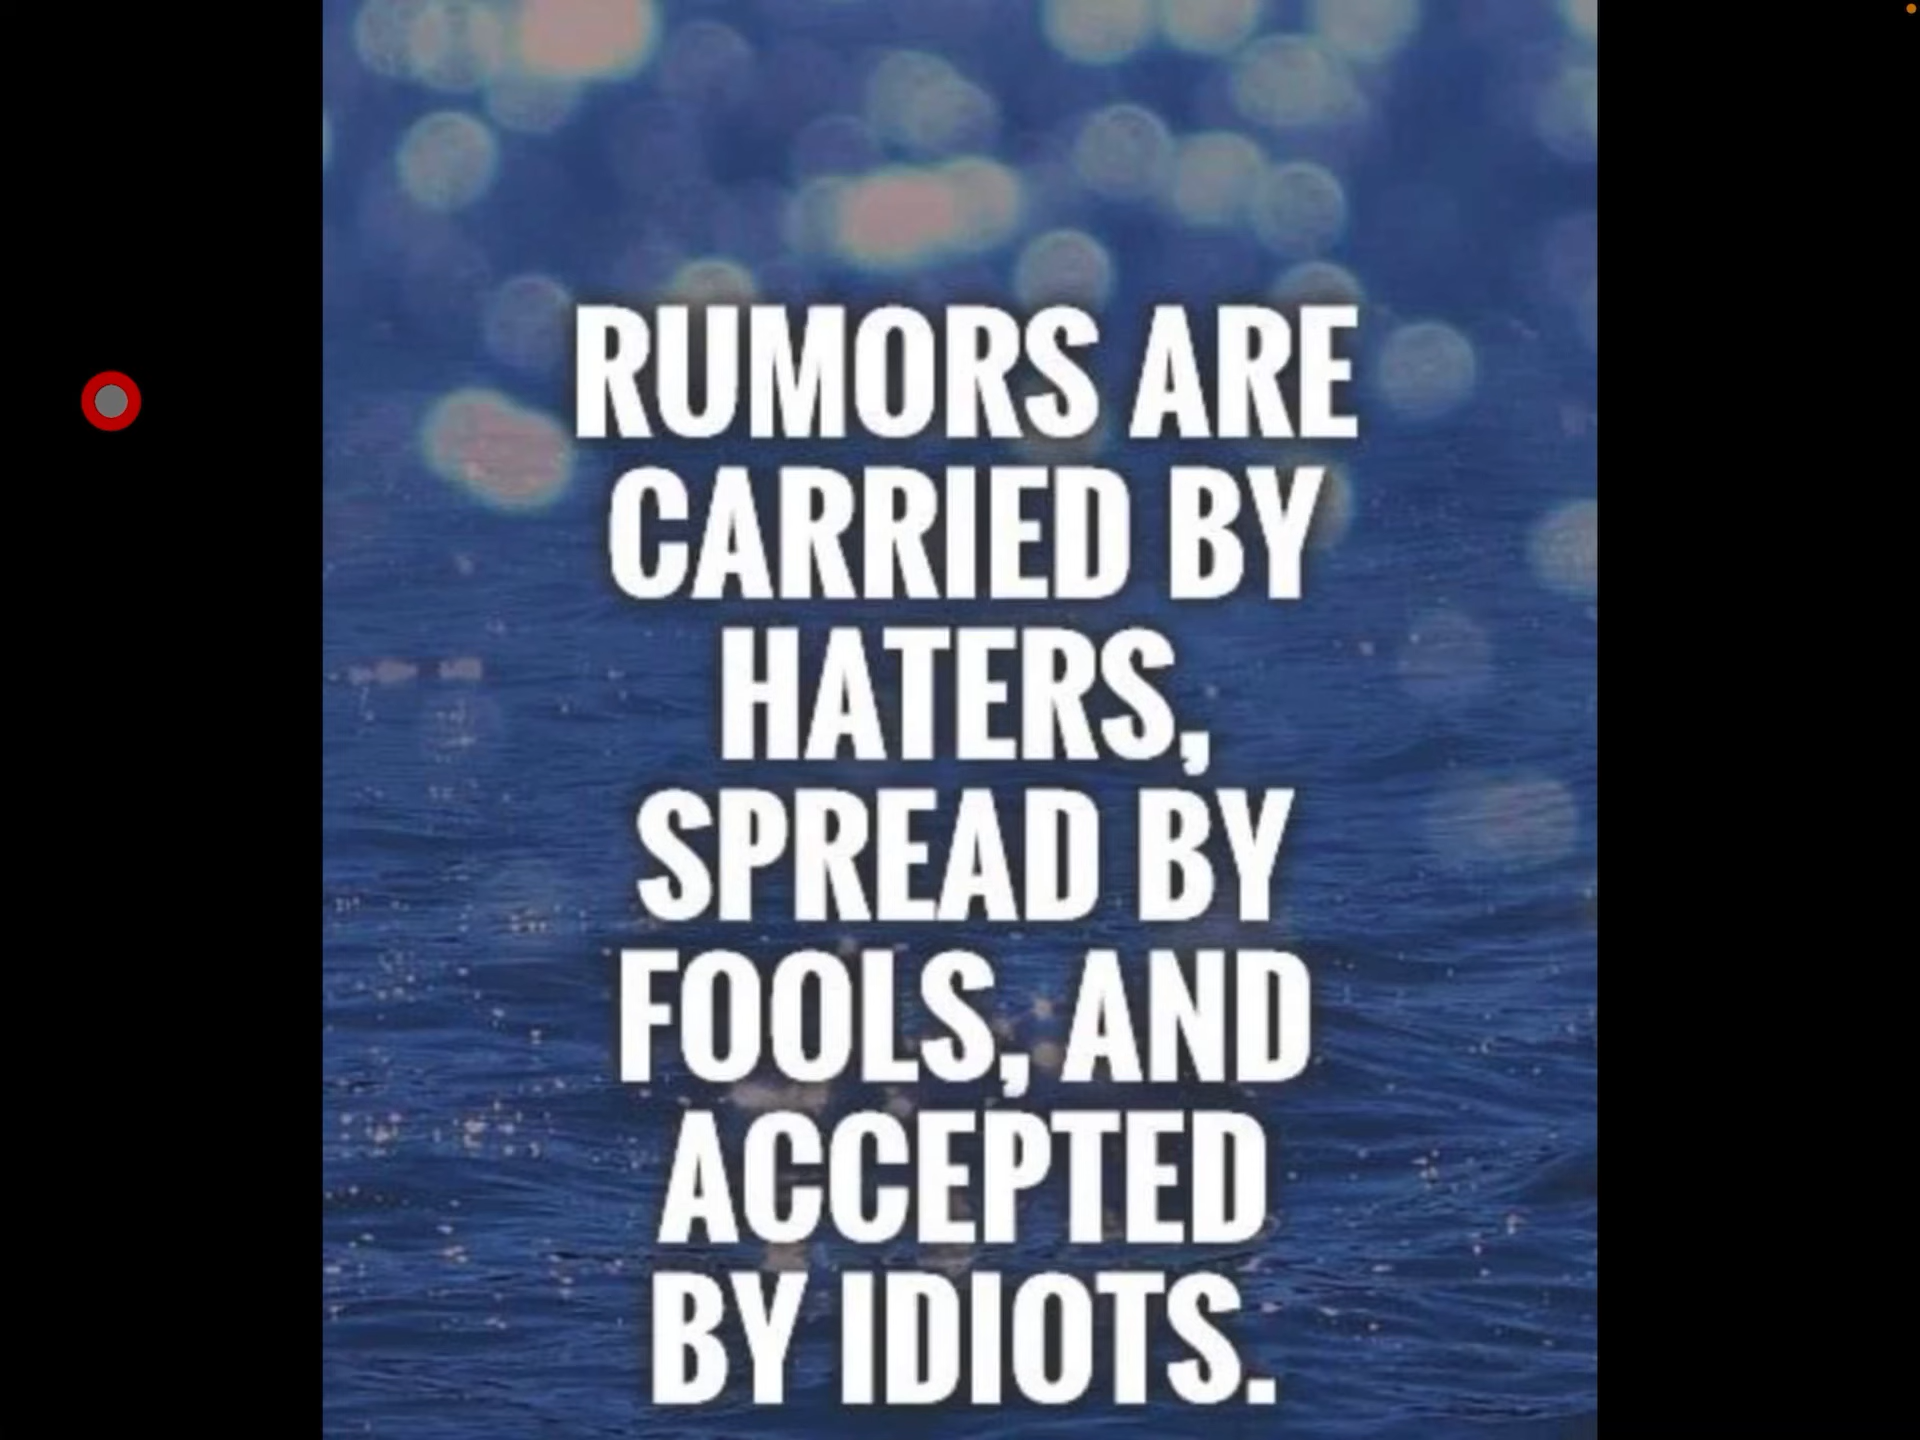 RUMORS ARE
CARRIED BY
HATERS,
SPREAD BY
FOOLS, AND
ACCEPTED
BY IDIOTS.